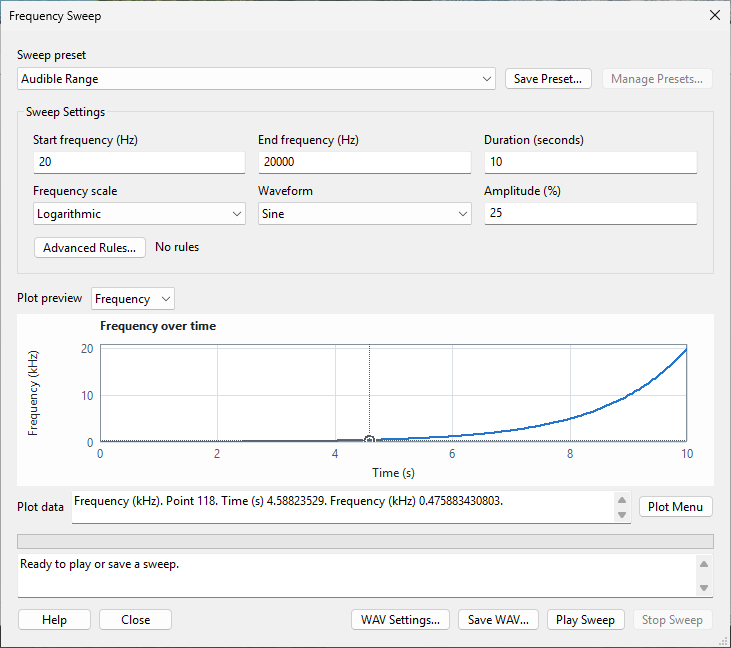 Frequency Sweep
Sweep preset
Audible Range
Save Preset...
Manage Presets...
Sweep Settings
Start frequency (Hz)
End frequency (Hz)
Duration (seconds)
20
20000
10
Frequency scale
Waveform
Amplitude (%)
Logarithmic
Sine
25
Advanced Rules...
No rules
Plot preview
Frequency
Frequency over time
Frequency (kHz)
20
10
0
0
2
4
6
8
10
Time (s)
Plot data
Frequency (kHz). Point 118. Time (s) 4.58823529. Frequency (kHz) 0.475883430803.
Plot Menu
Ready to play or save a sweep.
Help
Close
WAV Settings...
Save WAV...
Play Sweep
Stop Sweep